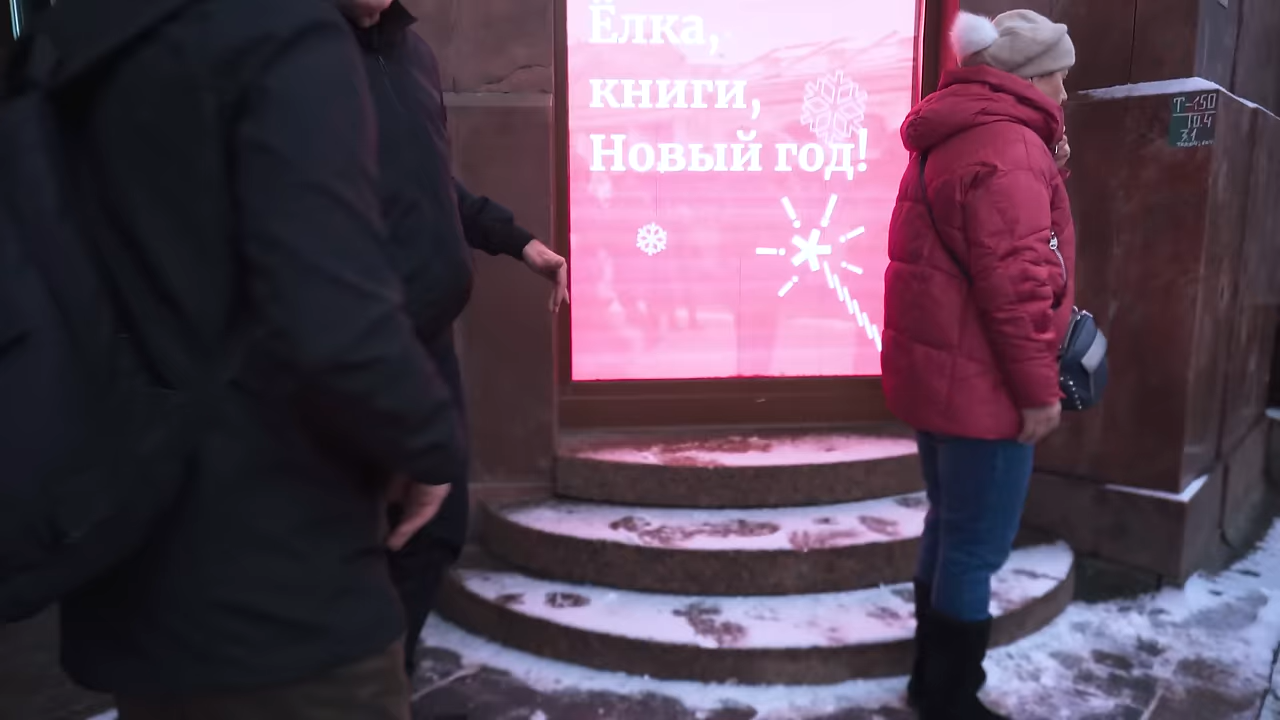 Ёлка,
книги,
Новый год!
Т-150
10.4
3.1